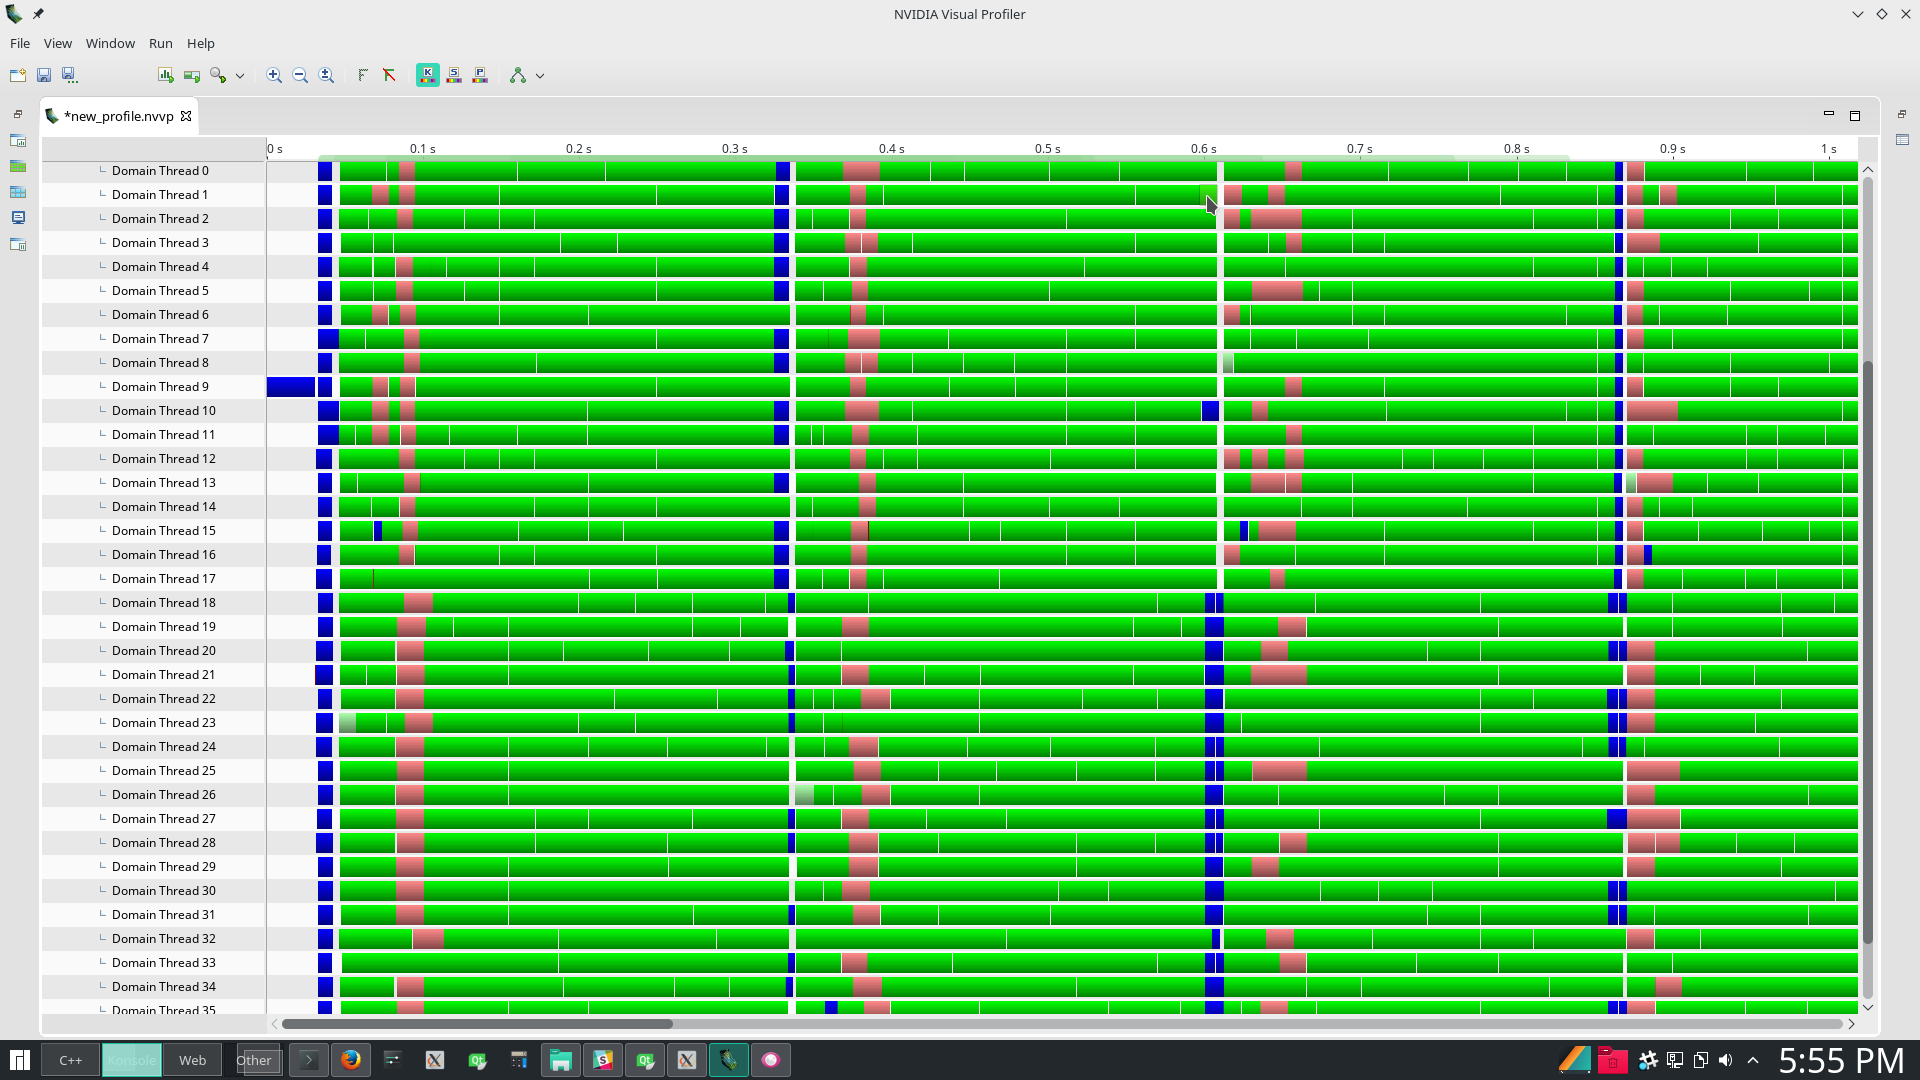 NVIDIA Visual Profiler
File View Window Run Help
K S P
*new_profile.nvvp
0 s 0.1 s 0.2 s 0.3 s 0.4 s 0.5 s 0.6 s 0.7 s 0.8 s 0.9 s 1 s
Domain Thread 0
Domain Thread 1
Domain Thread 2
Domain Thread 3
Domain Thread 4
Domain Thread 5
Domain Thread 6
Domain Thread 7
Domain Thread 8
Domain Thread 9
Domain Thread 10
Domain Thread 11
Domain Thread 12
Domain Thread 13
Domain Thread 14
Domain Thread 15
Domain Thread 16
Domain Thread 17
Domain Thread 18
Domain Thread 19
Domain Thread 20
Domain Thread 21
Domain Thread 22
Domain Thread 23
Domain Thread 24
Domain Thread 25
Domain Thread 26
Domain Thread 27
Domain Thread 28
Domain Thread 29
Domain Thread 30
Domain Thread 31
Domain Thread 32
Domain Thread 33
Domain Thread 34
Domain Thread 35
C++ Konsole Web Other 5:55 PM